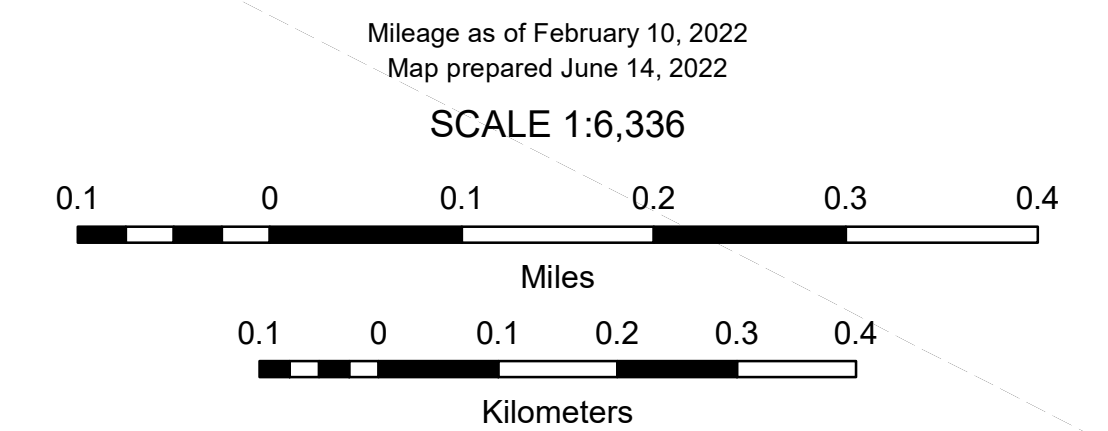 Mileage as of February 10, 2022
Map prepared June 14, 2022
SCALE 1:6,336
0.1 0 0.1 0.2 0.3 0.4
Miles
0.1 0 0.1 0.2 0.3 0.4
Kilometers